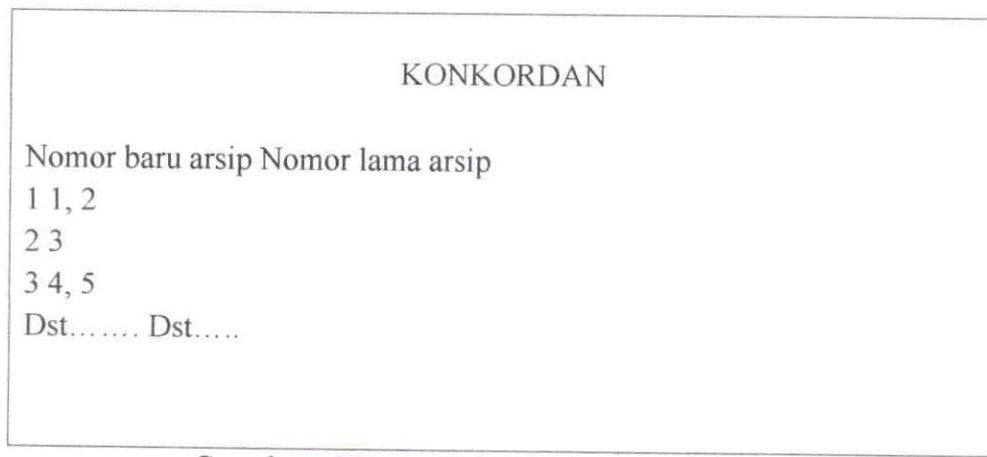 KONKORDAN
Nomor baru arsip Nomor lama arsip
1 1, 2
2 3
3 4, 5
Dst....... Dst.....